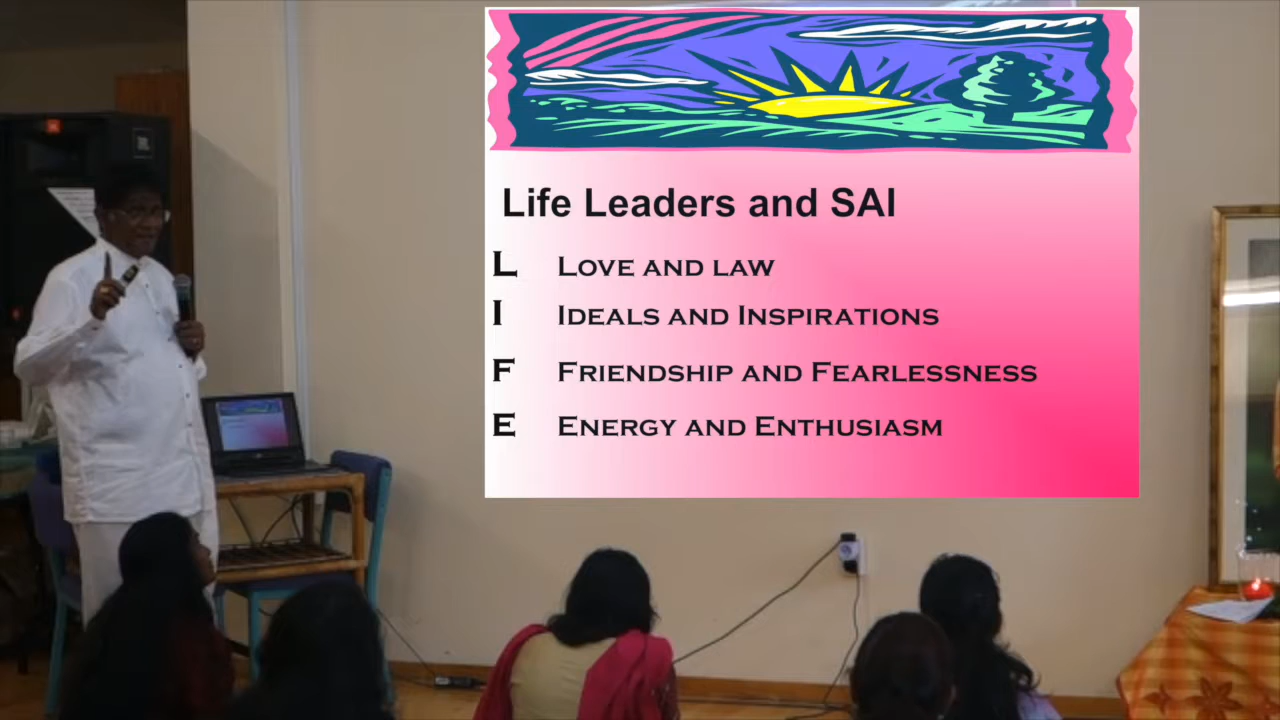 Life Leaders and SAI
L Love and law
I Ideals and Inspirations
F Friendship and Fearlessness
E Energy and Enthusiasm